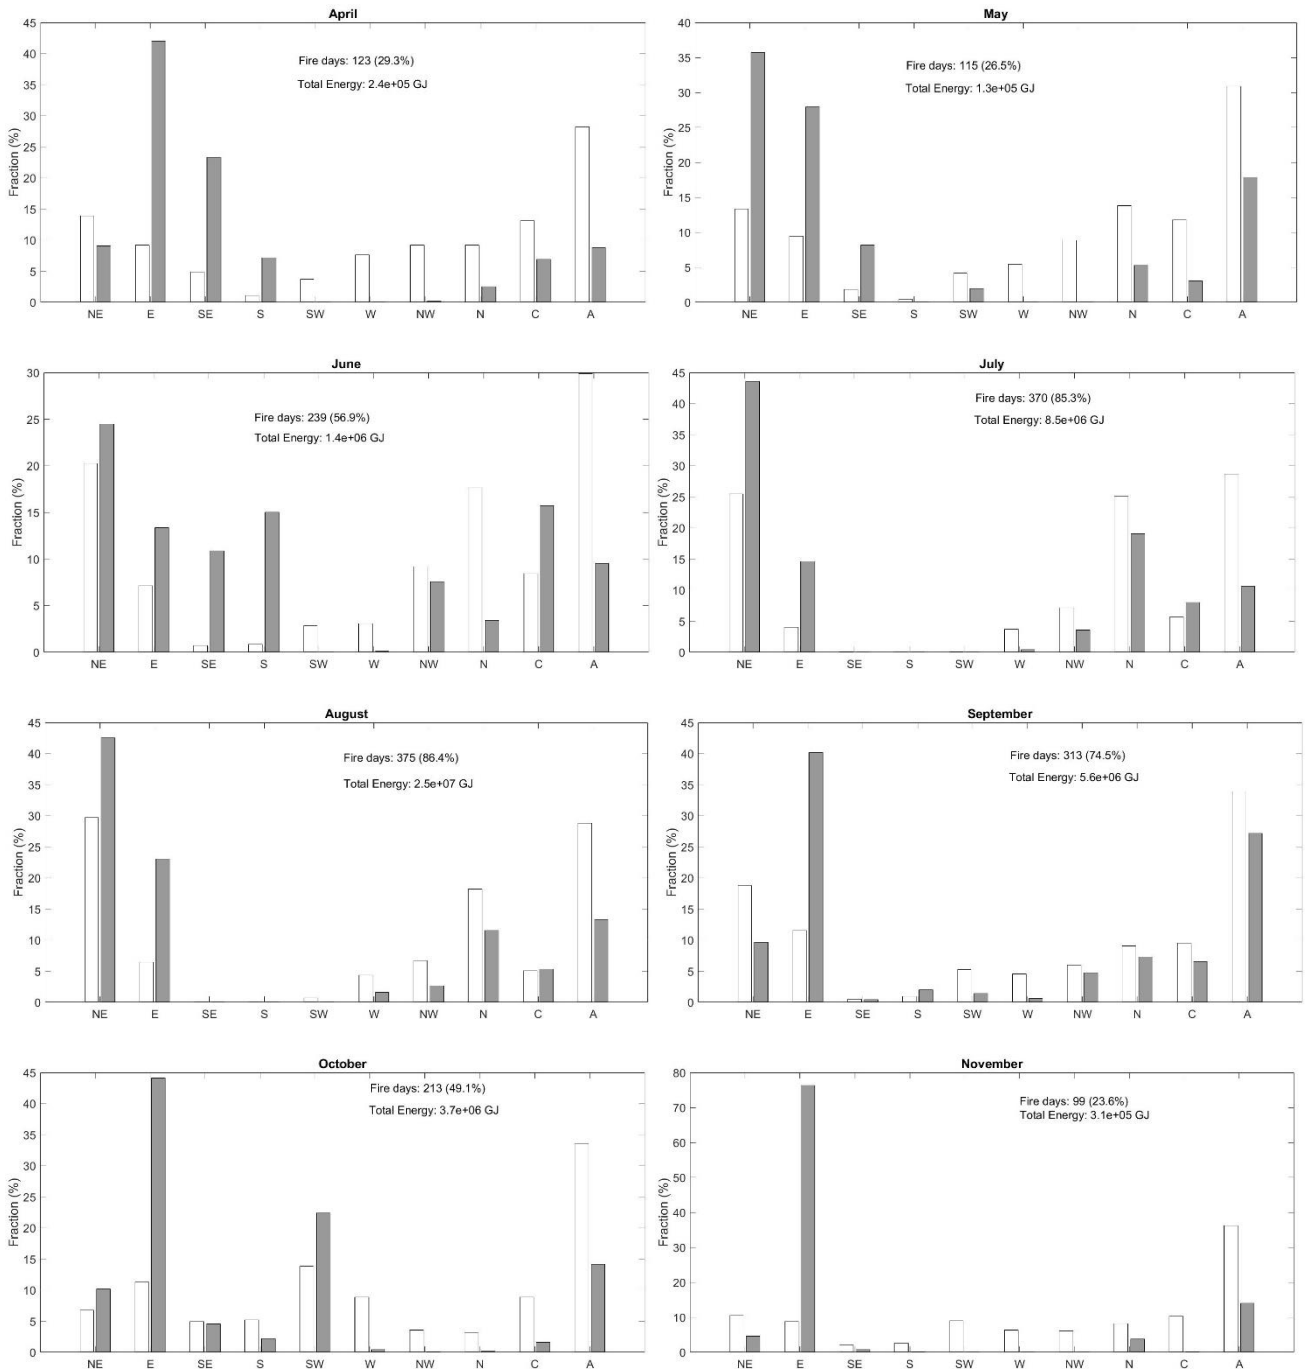 April
Fire days: 123 (29.3%)
Total Energy: 2.4e+05 GJ
Fraction (%)
45
40
35
30
25
20
15
10
5
0
NE E SE S SW W NW N C A
May
Fire days: 115 (26.5%)
Total Energy: 1.3e+05 GJ
Fraction (%)
40
35
30
25
20
15
10
5
0
NE E SE S SW W NW N C A
June
Fire days: 239 (56.9%)
Total Energy: 1.4e+06 GJ
Fraction (%)
30
25
20
15
10
5
0
NE E SE S SW W NW N C A
July
Fire days: 370 (85.3%)
Total Energy: 8.5e+06 GJ
Fraction (%)
45
40
35
30
25
20
15
10
5
0
NE E SE S SW W NW N C A
August
Fire days: 375 (86.4%)
Total Energy: 2.5e+07 GJ
Fraction (%)
45
40
35
30
25
20
15
10
5
0
NE E SE S SW W NW N C A
September
Fire days: 313 (74.5%)
Total Energy: 5.6e+06 GJ
Fraction (%)
45
40
35
30
25
20
15
10
5
0
NE E SE S SW W NW N C A
October
Fire days: 213 (49.1%)
Total Energy: 3.7e+06 GJ
Fraction (%)
45
40
35
30
25
20
15
10
5
0
NE E SE S SW W NW N C A
November
Fire days: 99 (23.6%)
Total Energy: 3.1e+05 GJ
Fraction (%)
80
70
60
50
40
30
20
10
0
NE E SE S SW W NW N C A